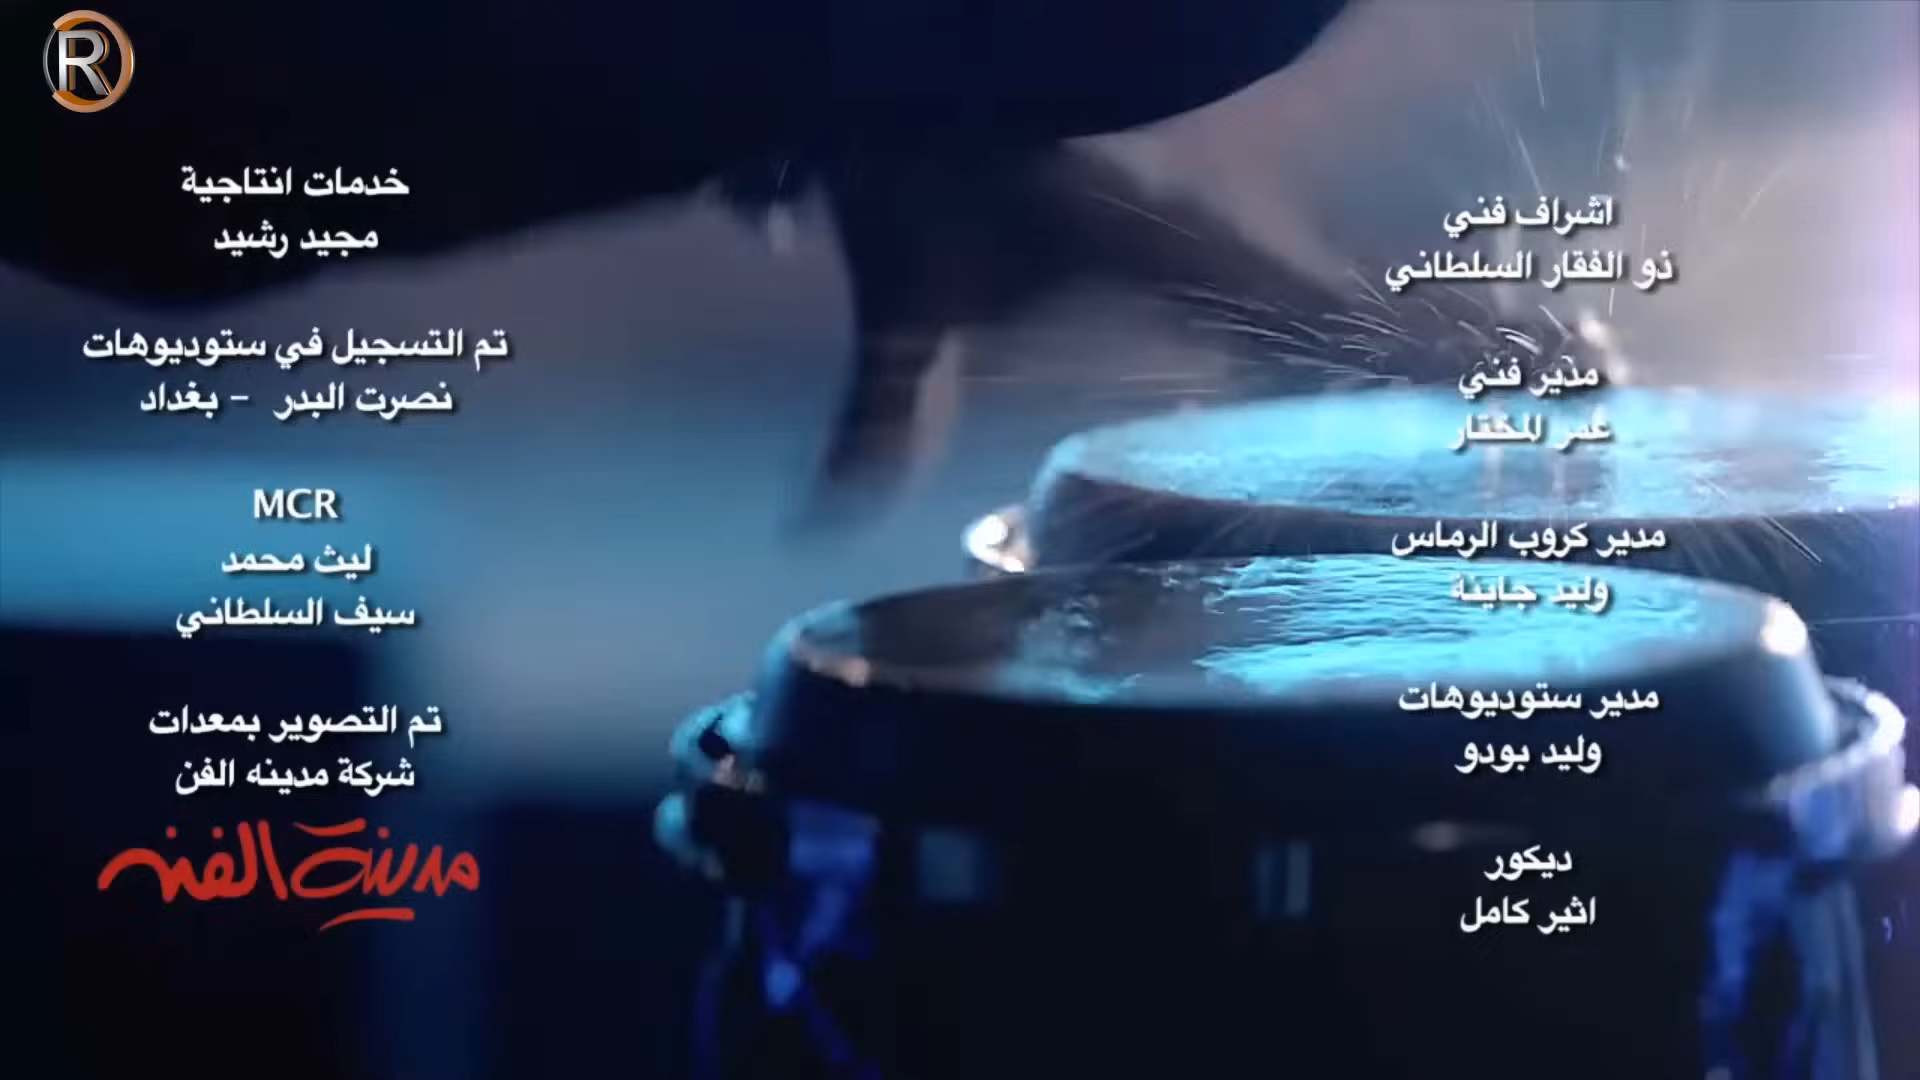 R
اشراف فني
ذو الفقار السلطاني
مدير فني
عمر المختار
مدير كروب الرماس
وليد جاينة
مدير ستوديوهات
وليد بودو
ديكور
اثير كامل
خدمات انتاجية
مجيد رشيد
تم التسجيل في ستوديوهات
نصرت البدر - بغداد
MCR
ليث محمد
سيف السلطاني
تم التصوير بمعدات
شركة مدينه الفن
مدينة الفن